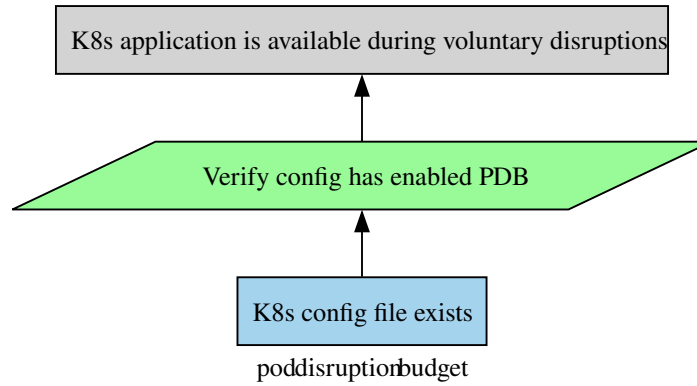 K8s application is available during voluntary disruptions
Verify config has enabled PDB
K8s config file exists
poddisruptionbudget